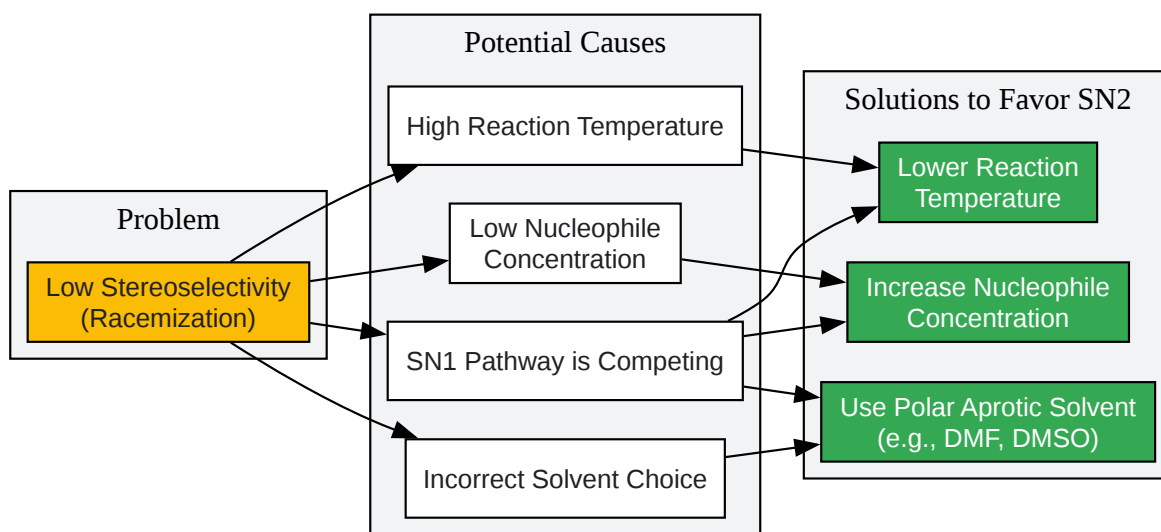 Problem
Low Stereoselectivity
(Racemization)
Potential Causes
High Reaction Temperature
Low Nucleophile
Concentration
SN1 Pathway is Competing
Incorrect Solvent Choice
Solutions to Favor SN2
Lower Reaction
Temperature
Increase Nucleophile
Concentration
Use Polar Aprotic Solvent
(e.g., DMF, DMSO)